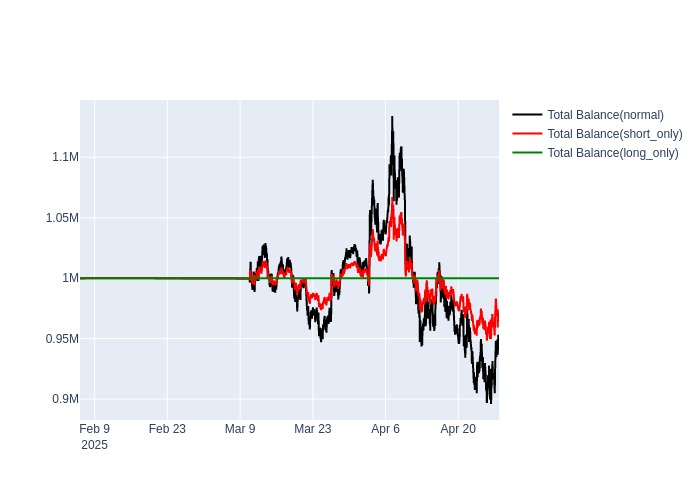 Total Balance(normal)
Total Balance(short_only)
Total Balance(long_only)
1.1M
1.05M
1M
0.95M
0.9M
Feb 9
2025
Feb 23
Mar 9
Mar 23
Apr 6
Apr 20